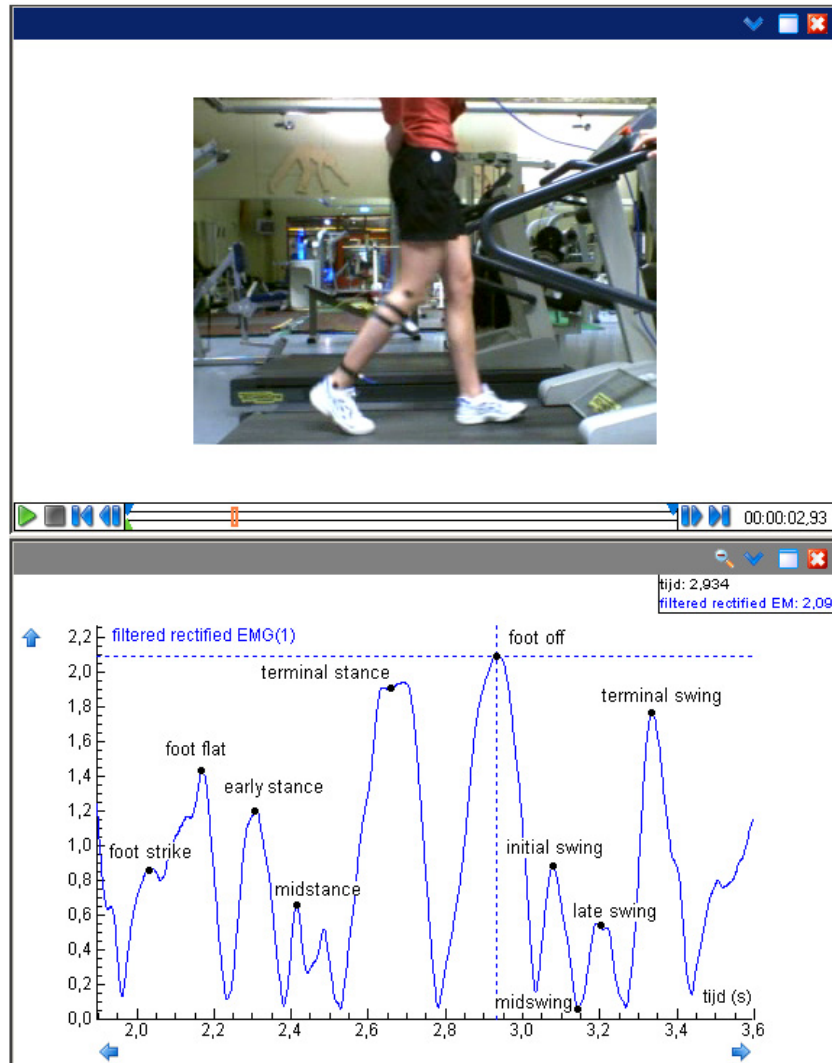 00:00:02,93
tijd: 2,934
filtered rectified EM: 2,09
filtered rectified EMG(1)
2,2
2,0
1,8
1,6
1,4
1,2
1,0
0,8
0,6
0,4
0,2
0,0
foot off
terminal stance
terminal swing
foot flat
early stance
foot strike
initial swing
midstance
late swing
midswing
tijd (s)
2,0
2,2
2,4
2,6
2,8
3,0
3,2
3,4
3,6